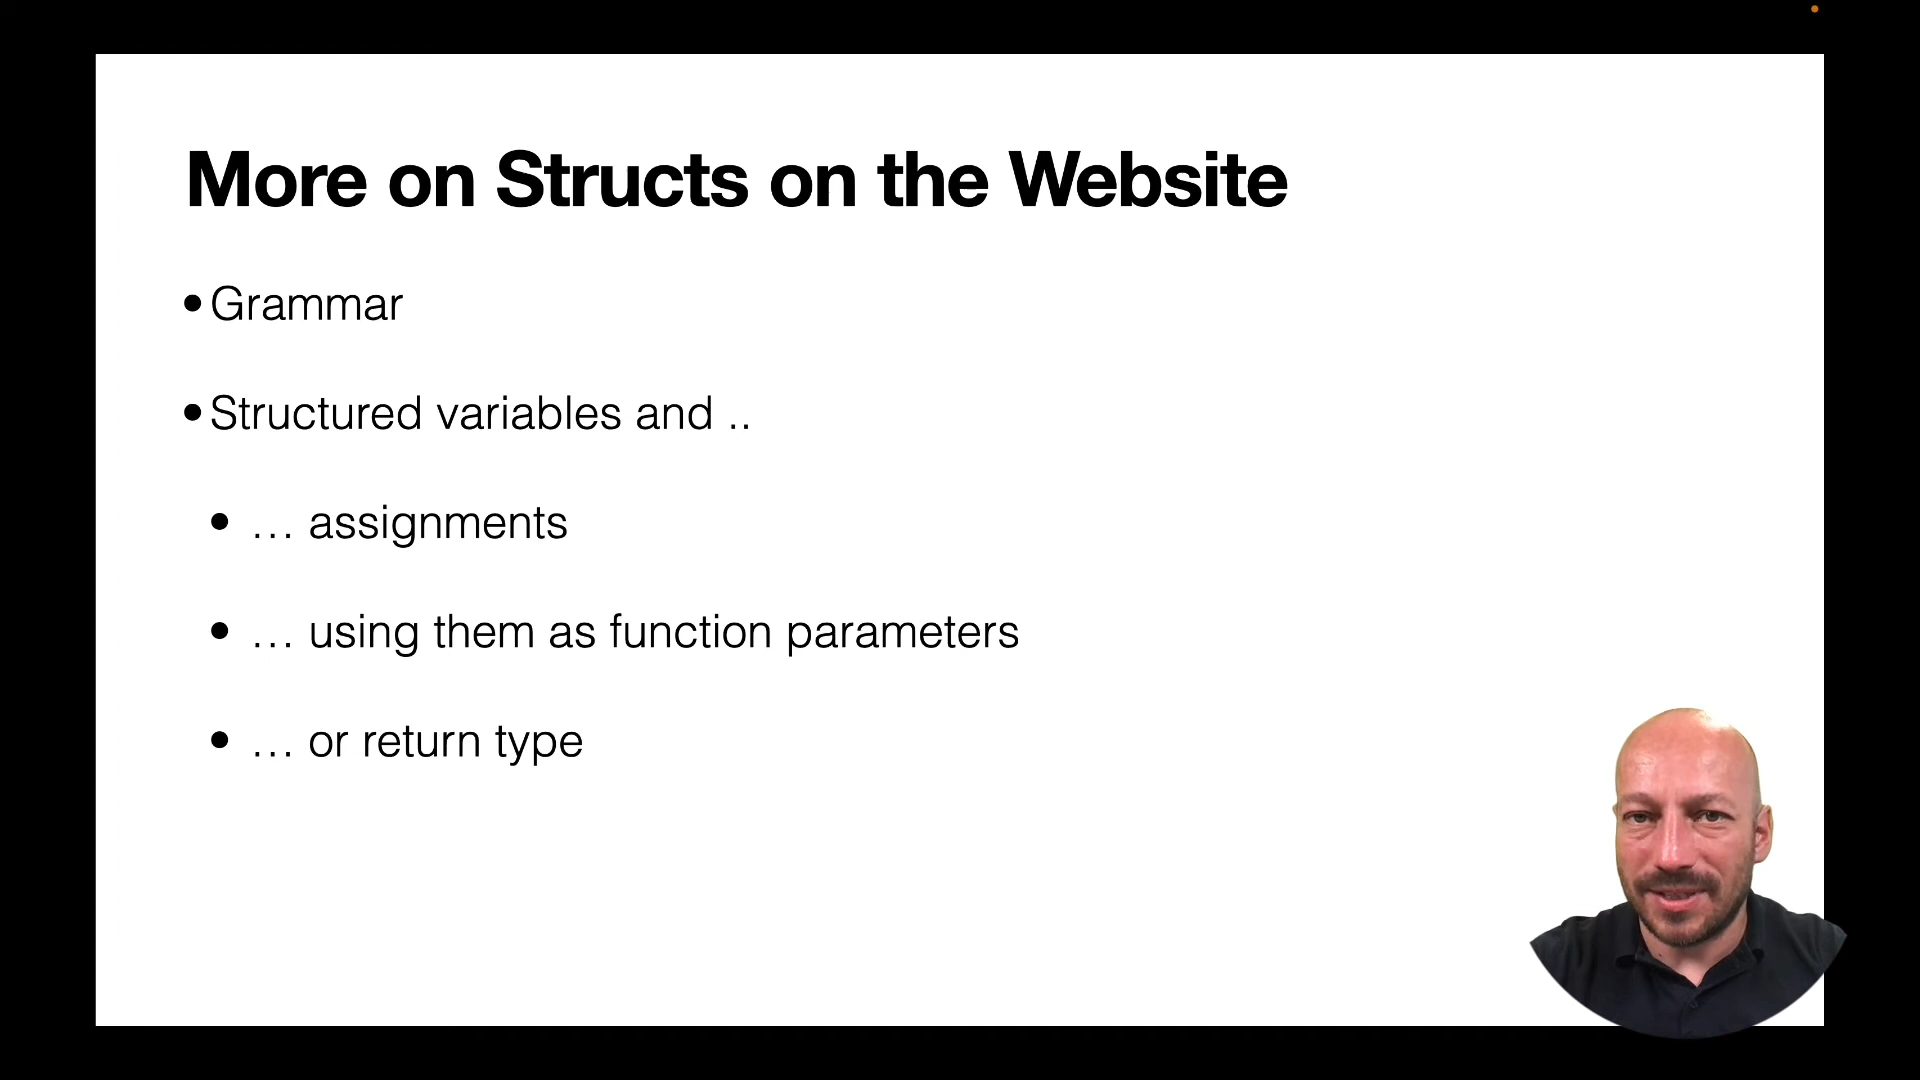 More on Structs on the Website
• Grammar
• Structured variables and ..
• … assignments
• … using them as function parameters
• … or return type